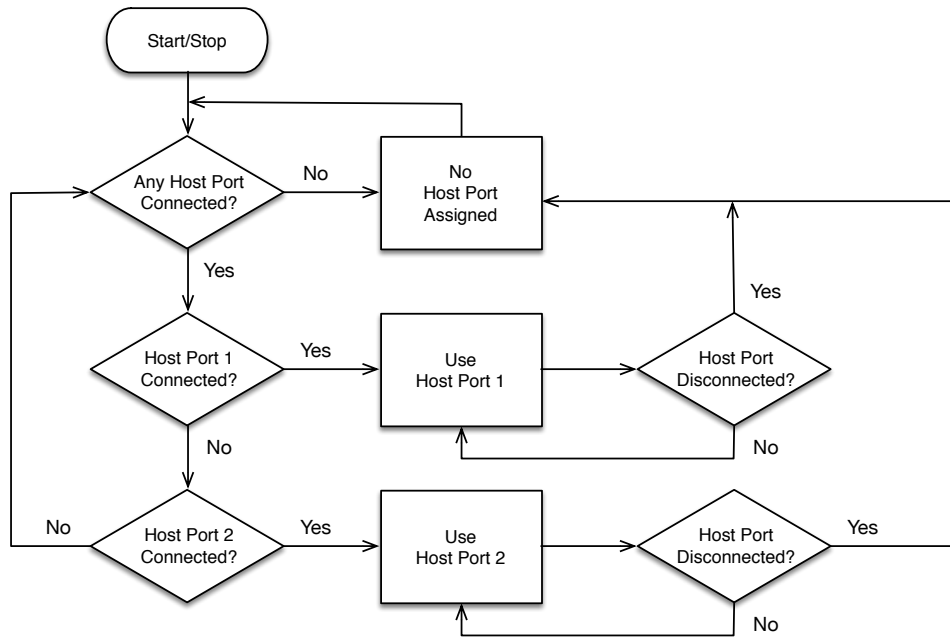 Start/Stop
Any Host Port
Connected?
No
No
Host Port
Assigned
Yes
Yes
Host Port 1
Connected?
Yes
Use
Host Port 1
Host Port
Disconnected?
No
No
Host Port 2
Connected?
No
Yes
Use
Host Port 2
Host Port
Disconnected?
Yes
No